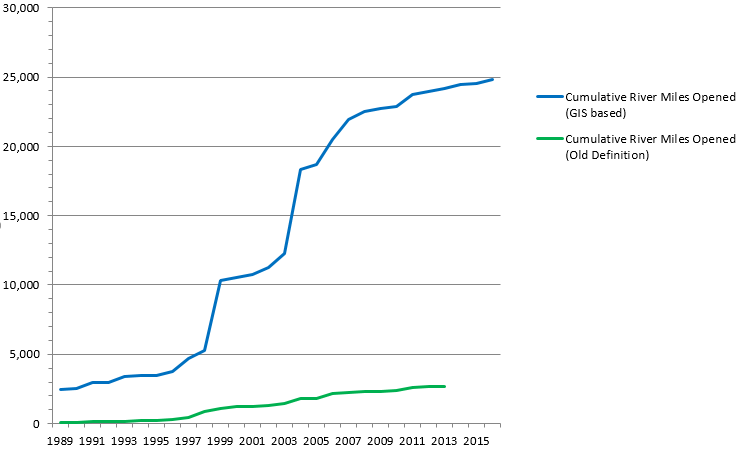 30,000
25,000
20,000
15,000
10,000
5,000
0
1989 1991 1993 1995 1997 1999 2001 2003 2005 2007 2009 2011 2013 2015
Cumulative River Miles Opened
(GIS based)
Cumulative River Miles Opened
(Old Definition)